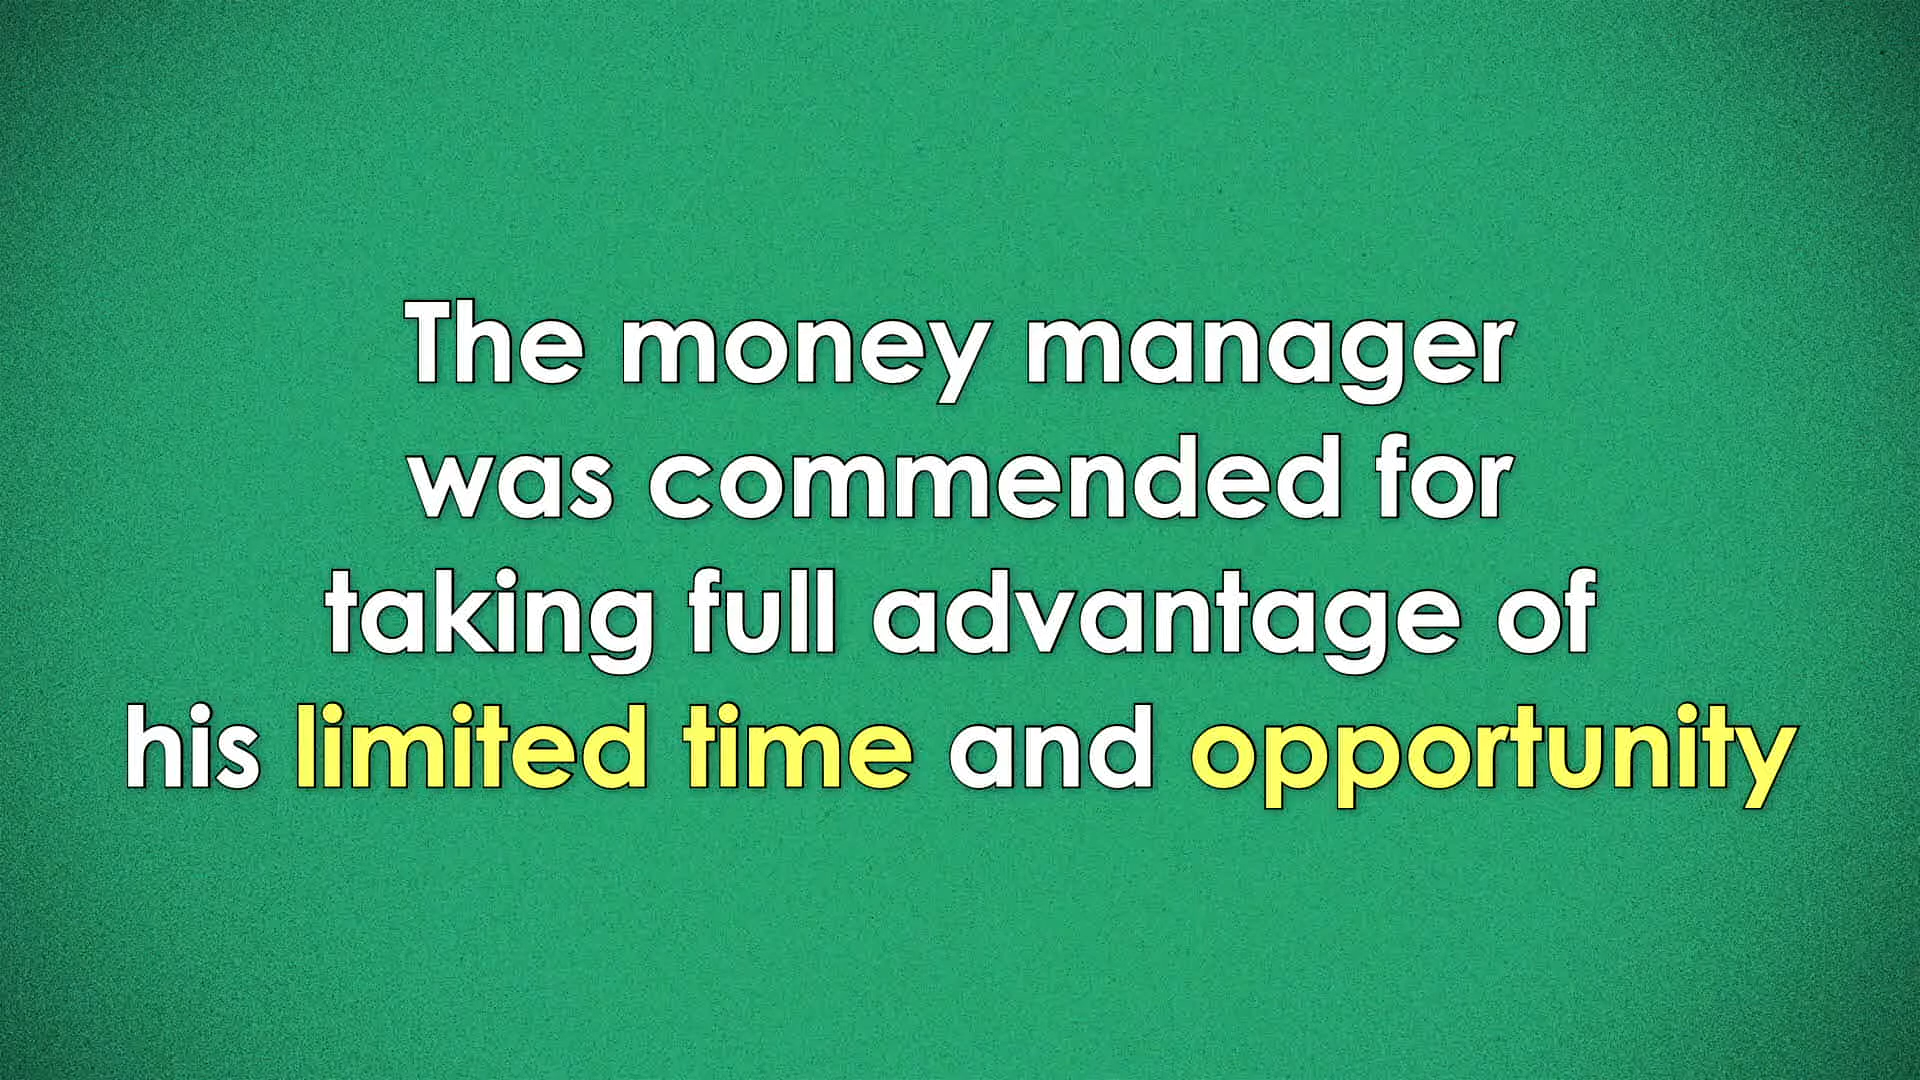 The money manager
was commended for
taking full advantage of
his limited time and opportunity